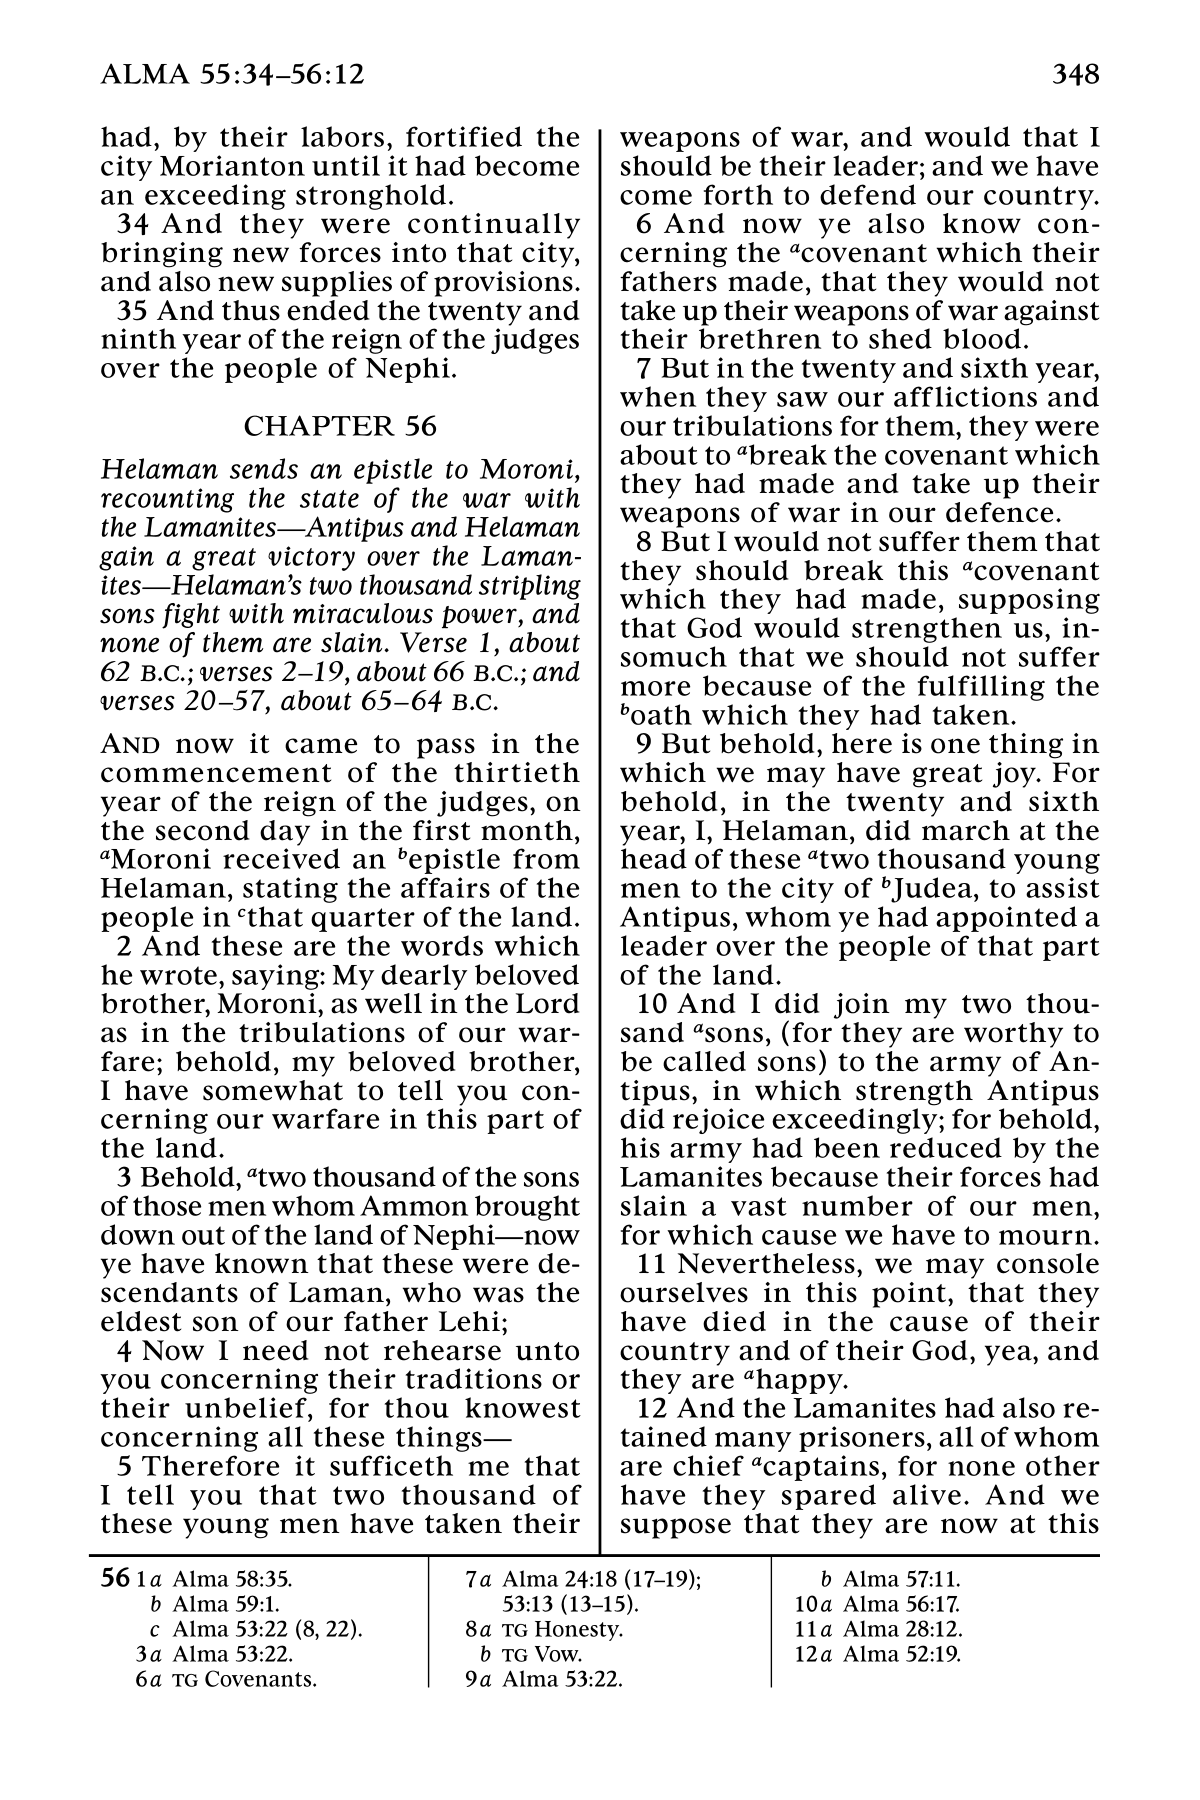 ALMA 55:34–56:12
348
had, by their labors, fortified the
city Morianton until it had become
an exceeding stronghold.
34 And they were continually
bringing new forces into that city,
and also new supplies of provisions.
35 And thus ended the twenty and
ninth year of the reign of the judges
over the people of Nephi.
CHAPTER 56
Helaman sends an epistle to Moroni,
recounting the state of the war with
the Lamanites—Antipus and Helaman
gain a great victory over the Laman-
ites—Helaman's two thousand stripling
sons fight with miraculous power, and
none of them are slain. Verse 1, about
62 B.C.; verses 2–19, about 66 B.C.; and
verses 20–57, about 65–64 B.C.
AND now it came to pass in the
commencement of the thirtieth
year of the reign of the judges, on
the second day in the first month,
aMoroni received an bepistle from
Helaman, stating the affairs of the
people in cthat quarter of the land.
2 And these are the words which
he wrote, saying: My dearly beloved
brother, Moroni, as well in the Lord
as in the tribulations of our war-
fare; behold, my beloved brother,
I have somewhat to tell you con-
cerning our warfare in this part of
the land.
3 Behold, atwo thousand of the sons
of those men whom Ammon brought
down out of the land of Nephi—now
ye have known that these were de-
scendants of Laman, who was the
eldest son of our father Lehi;
4 Now I need not rehearse unto
you concerning their traditions or
their unbelief, for thou knowest
concerning all these things—
5 Therefore it sufficeth me that
I tell you that two thousand of
these young men have taken their
weapons of war, and would that I
should be their leader; and we have
come forth to defend our country.
6 And now ye also know con-
cerning the acovenant which their
fathers made, that they would not
take up their weapons of war against
their brethren to shed blood.
7 But in the twenty and sixth year,
when they saw our afflictions and
our tribulations for them, they were
about to abreak the covenant which
they had made and take up their
weapons of war in our defence.
8 But I would not suffer them that
they should break this acovenant
which they had made, supposing
that God would strengthen us, in-
somuch that we should not suffer
more because of the fulfilling the
boath which they had taken.
9 But behold, here is one thing in
which we may have great joy. For
behold, in the twenty and sixth
year, I, Helaman, did march at the
head of these atwo thousand young
men to the city of bJudea, to assist
Antipus, whom ye had appointed a
leader over the people of that part
of the land.
10 And I did join my two thou-
sand asons, (for they are worthy to
be called sons) to the army of An-
tipus, in which strength Antipus
did rejoice exceedingly; for behold,
his army had been reduced by the
Lamanites because their forces had
slain a vast number of our men,
for which cause we have to mourn.
11 Nevertheless, we may console
ourselves in this point, that they
have died in the cause of their
country and of their God, yea, and
they are ahappy.
12 And the Lamanites had also re-
tained many prisoners, all of whom
are chief acaptains, for none other
have they spared alive. And we
suppose that they are now at this
56 1a Alma 58:35.
b Alma 59:1.
c Alma 53:22 (8, 22).
3a Alma 53:22.
6a TG Covenants.
7a Alma 24:18 (17–19);
53:13 (13–15).
8a TG Honesty.
b TG Vow.
9a Alma 53:22.
b Alma 57:11.
10a Alma 56:17.
11a Alma 28:12.
12a Alma 52:19.